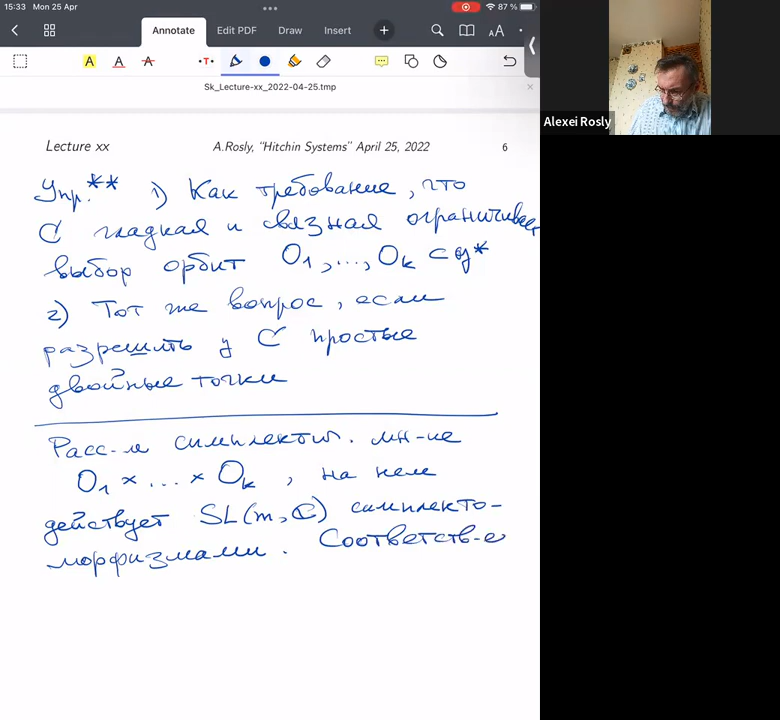 15:33 Mon 25 Apr
87 %
Annotate Edit PDF Draw Insert
AA
A A A T
Sk_Lecture-xx_2022-04-25.tmp
Alexei Rosly
Lecture xx A.Rosly, "Hitchin Systems" April 25, 2022 6
Упр.** 1) Как требование, что
C гладкая и связная ограничивает
выбор орбит O₁,...,Oₖ ⊂ g*
2) Тот же вопрос, если
разрешить у C простые
двойные точки
Расс-м симплектич. мн-ие
O₁ × ... × Oₖ , на нем
действует SL(m,ℂ) симплекто-
морфизмами. Соответств-е